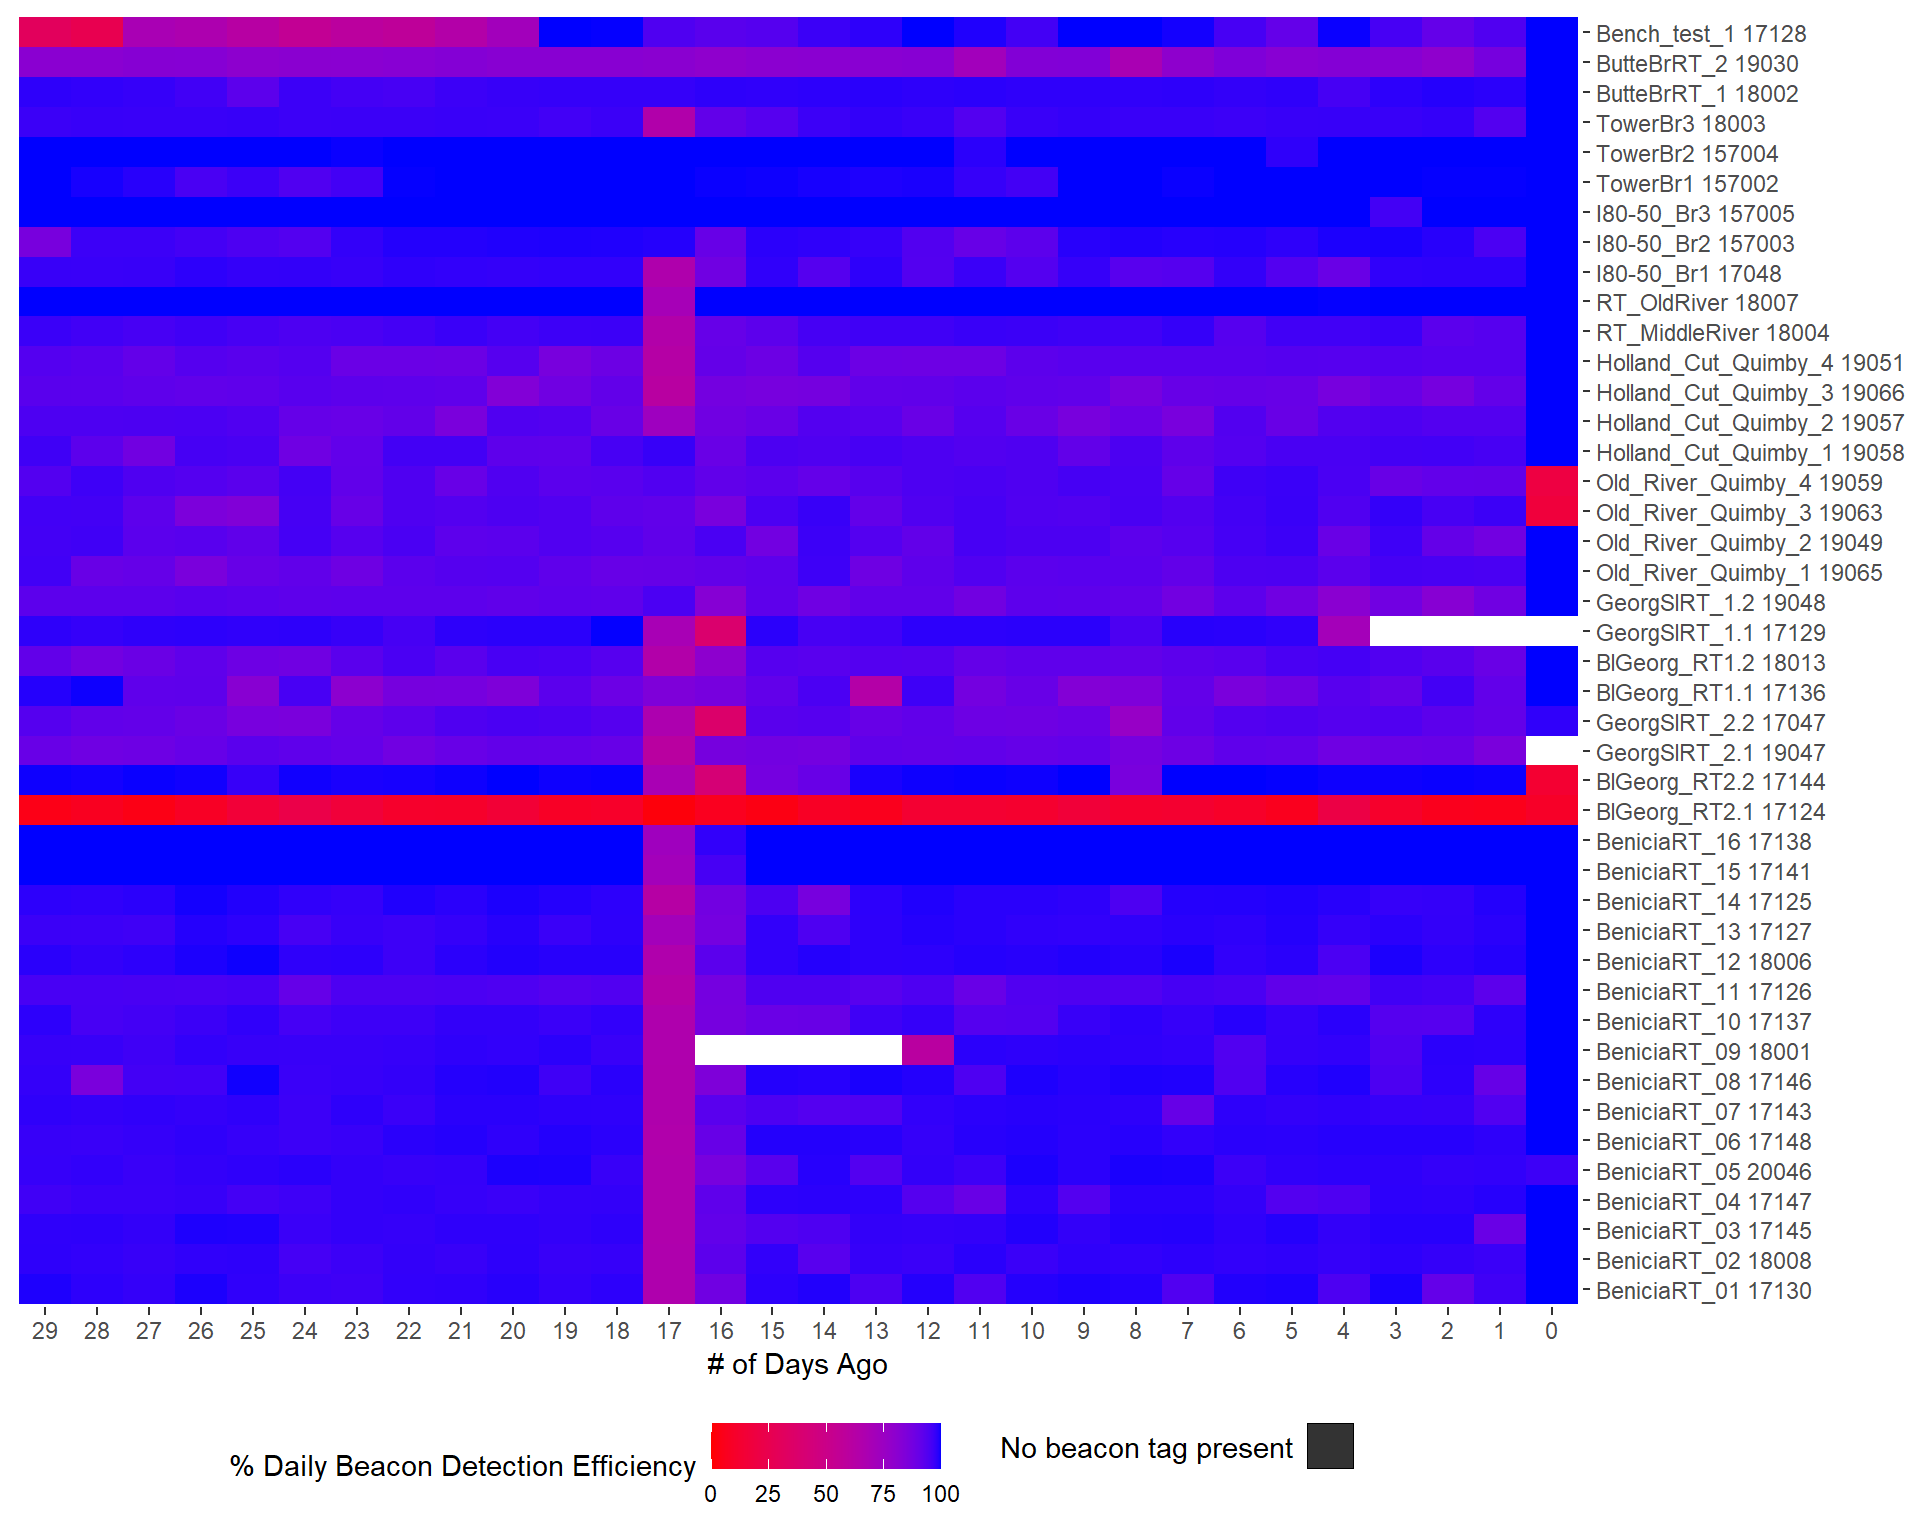 Bench_test_1 17128
ButteBrRT_2 19030
ButteBrRT_1 18002
TowerBr3 18003
TowerBr2 157004
TowerBr1 157002
I80-50_Br3 157005
I80-50_Br2 157003
I80-50_Br1 17048
RT_OldRiver 18007
RT_MiddleRiver 18004
Holland_Cut_Quimby_4 19051
Holland_Cut_Quimby_3 19066
Holland_Cut_Quimby_2 19057
Holland_Cut_Quimby_1 19058
Old_River_Quimby_4 19059
Old_River_Quimby_3 19063
Old_River_Quimby_2 19049
Old_River_Quimby_1 19065
GeorgSlRT_1.2 19048
GeorgSlRT_1.1 17129
BlGeorg_RT1.2 18013
BlGeorg_RT1.1 17136
GeorgSlRT_2.2 17047
GeorgSlRT_2.1 19047
BlGeorg_RT2.2 17144
BlGeorg_RT2.1 17124
BeniciaRT_16 17138
BeniciaRT_15 17141
BeniciaRT_14 17125
BeniciaRT_13 17127
BeniciaRT_12 18006
BeniciaRT_11 17126
BeniciaRT_10 17137
BeniciaRT_09 18001
BeniciaRT_08 17146
BeniciaRT_07 17143
BeniciaRT_06 17148
BeniciaRT_05 20046
BeniciaRT_04 17147
BeniciaRT_03 17145
BeniciaRT_02 18008
BeniciaRT_01 17130
29 28 27 26 25 24 23 22 21 20 19 18 17 16 15 14 13 12 11 10 9 8 7 6 5 4 3 2 1 0
# of Days Ago
% Daily Beacon Detection Efficiency
0 25 50 75 100
No beacon tag present